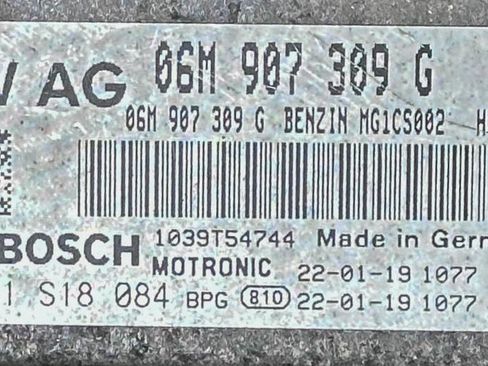 AG 06M 907 309 G
06M 907 309 G BENZIN MG1CS002 H
BOSCH 1039T54744 Made in Germ
MOTRONIC 22-01-19 1077
1 S18 084 BPG 810 22-01-19 1077